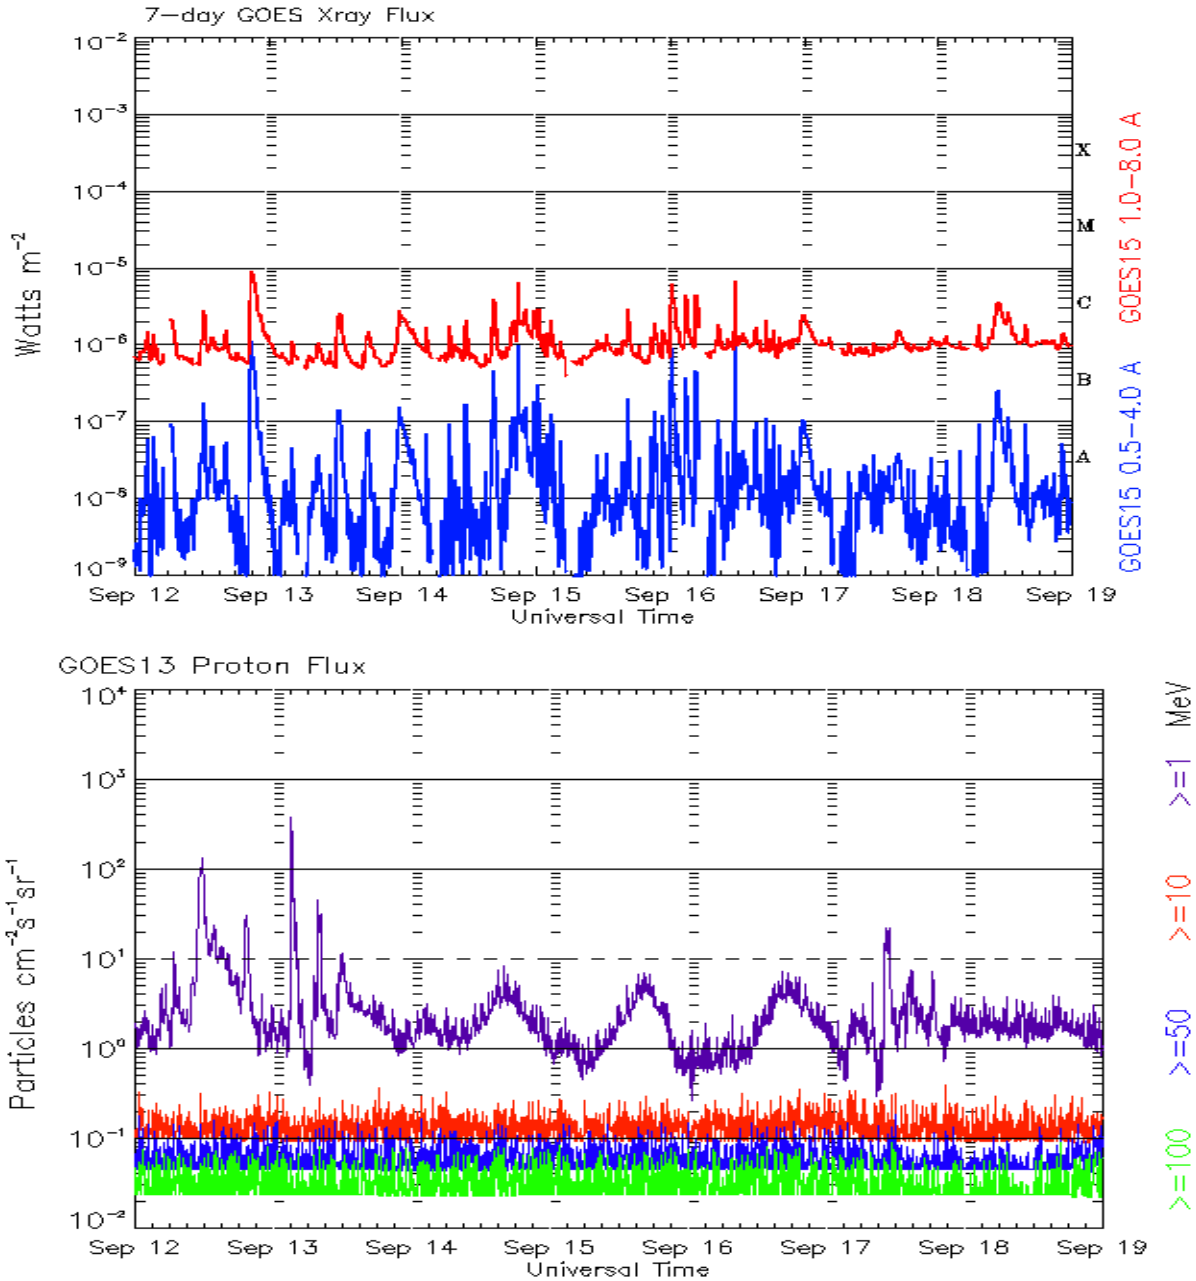 7-day GOES Xray Flux
10⁻²
10⁻³
10⁻⁴
10⁻⁵
10⁻⁶
10⁻⁷
10⁻⁸
10⁻⁹
Watts m⁻²
X
M
C
B
A
GOES15 1.0-8.0 A
GOES15 0.5-4.0 A
Sep 12 Sep 13 Sep 14 Sep 15 Sep 16 Sep 17 Sep 18 Sep 19
Universal Time
GOES13 Proton Flux
10⁴
10³
10²
10¹
10⁰
10⁻¹
10⁻²
Particles cm⁻²s⁻¹sr⁻¹
MeV
>=1
>=10
>=50
>=100
Sep 12 Sep 13 Sep 14 Sep 15 Sep 16 Sep 17 Sep 18 Sep 19
Universal Time